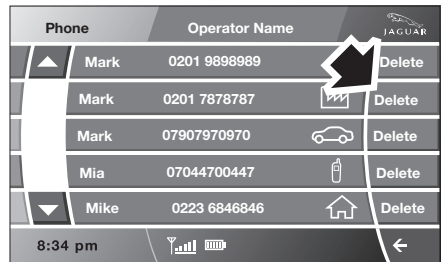 Phone Operator Name JAGUAR
Mark 0201 9898989 Delete
Mark 0201 7878787 Delete
Mark 07907970970 Delete
Mia 07044700447 Delete
Mike 0223 6846846 Delete
8:34 pm